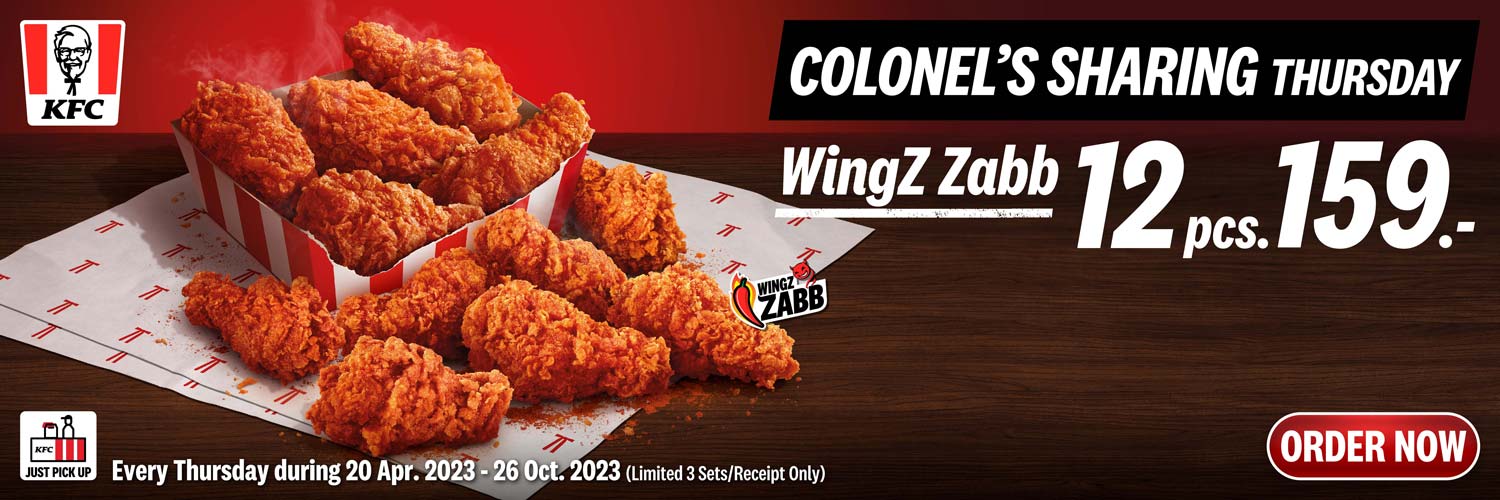 KFC
COLONEL'S SHARING THURSDAY
WingZ Zabb 12 pcs. 159.-
WINGZ
ZABB
KFC
JUST PICK UP
Every Thursday during 20 Apr. 2023 - 26 Oct. 2023 (Limited 3 Sets/Receipt Only)
ORDER NOW